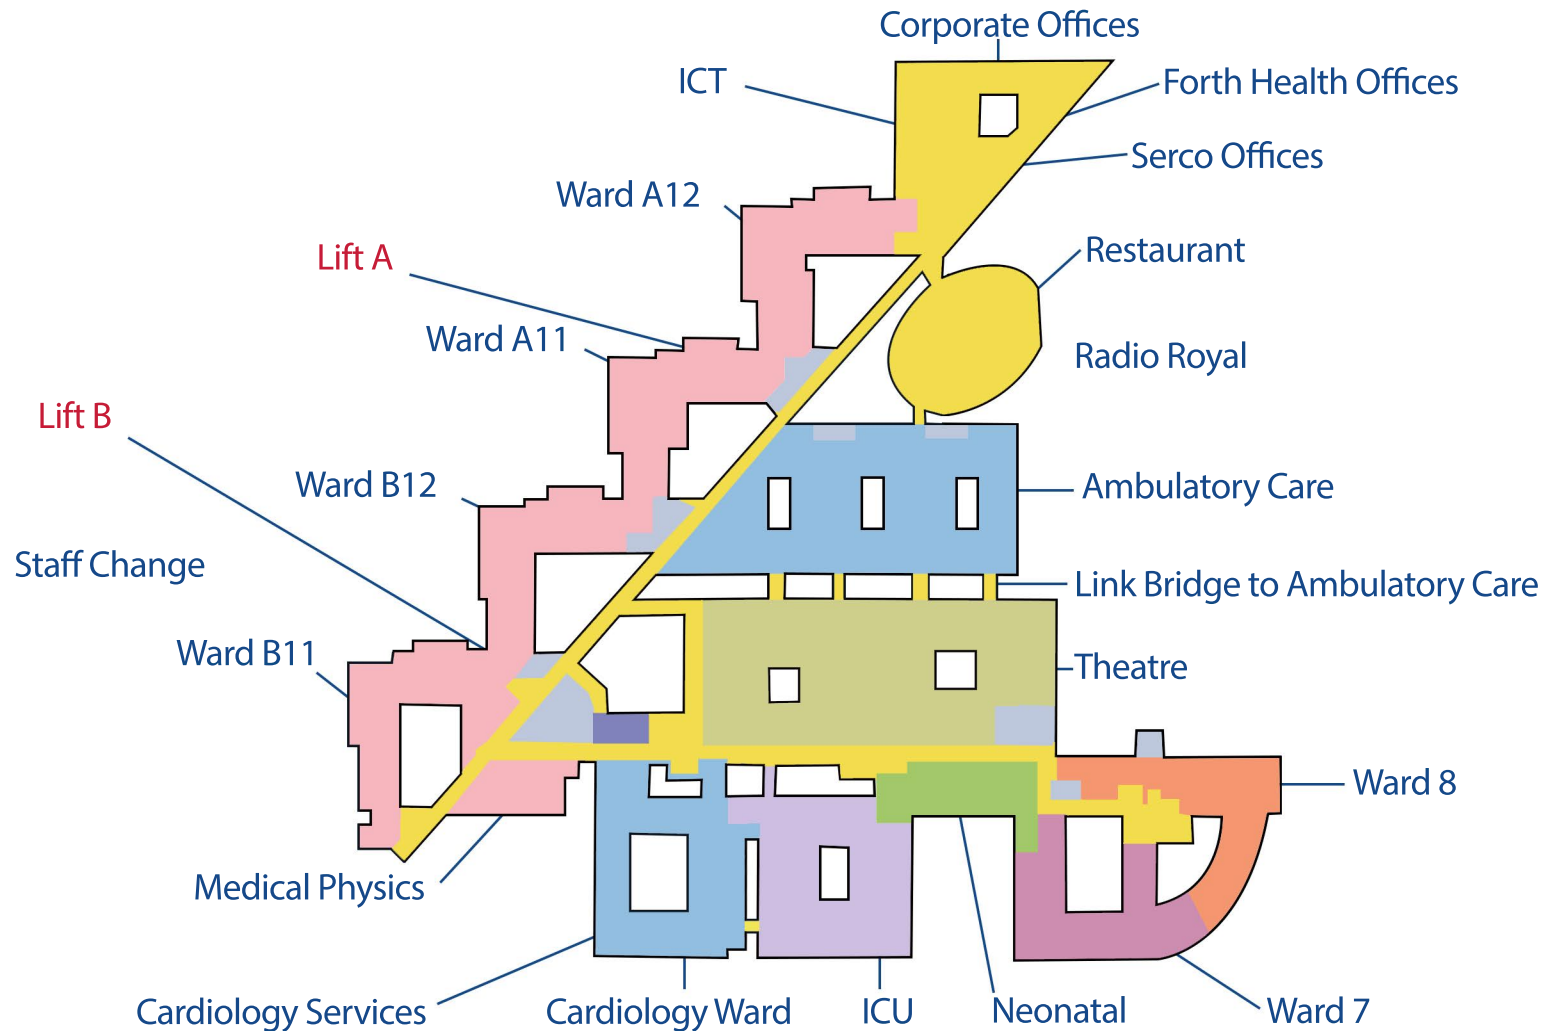 Corporate Offices
ICT
Forth Health Offices
Serco Offices
Ward A12
Lift A
Restaurant
Ward A11
Radio Royal
Lift B
Ward B12
Ambulatory Care
Staff Change
Link Bridge to Ambulatory Care
Ward B11
Theatre
Ward 8
Medical Physics
Cardiology Services
Cardiology Ward
ICU
Neonatal
Ward 7